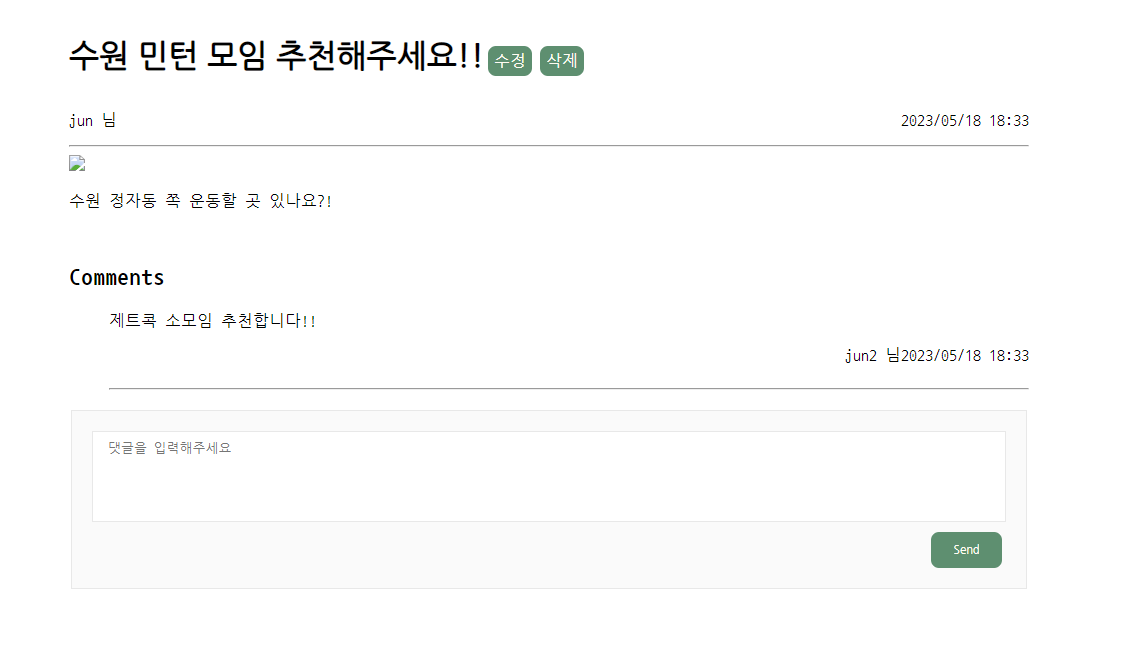 수원 민턴 모임 추천해주세요!! 수정 삭제
jun 님 2023/05/18 18:33
수원 정자동 쪽 운동할 곳 있나요?!
Comments
제트콕 소모임 추천합니다!!
jun2 님2023/05/18 18:33
댓글을 입력해주세요
Send